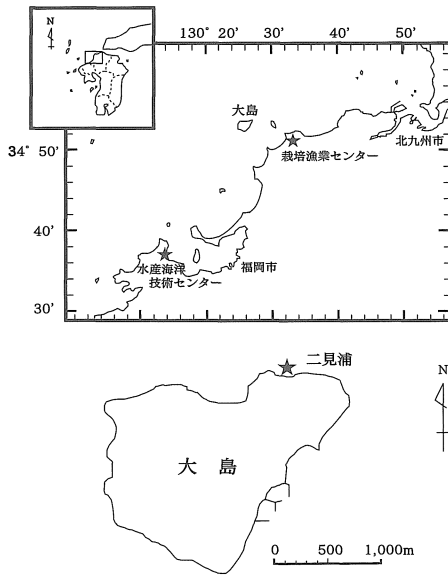 N
130° 20' 30' 40' 50'
大島
北九州市
34° 50'
栽培漁業センター
40'
水産海洋
技術センター
福岡市
30'
二見浦
N
大 島
0 500 1,000m